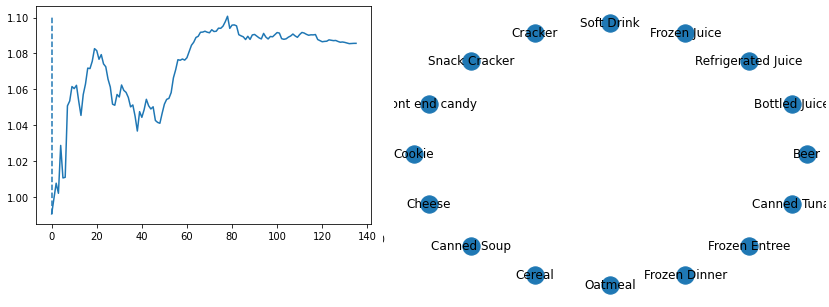 1.10
1.08
1.06
1.04
1.02
1.00
0 20 40 60 80 100 120 140
Soft Drink
Cracker
Frozen Juice
Snack Cracker
Refrigerated Juice
ont end candy
Bottled Juice
Cookie
Beer
Cheese
Canned Tuna
Canned Soup
Frozen Entree
Cereal
Frozen Dinner
Oatmeal